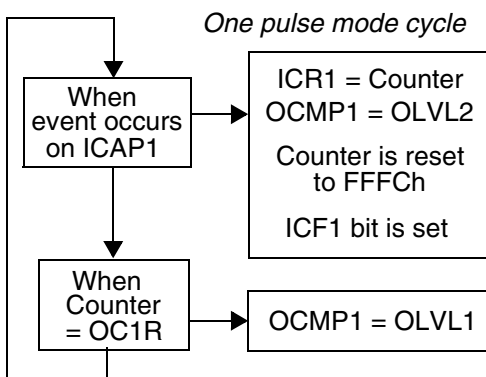 One pulse mode cycle
When
event occurs
on ICAP1
ICR1 = Counter
OCMP1 = OLVL2
Counter is reset
to FFFCh
ICF1 bit is set
When
Counter
= OC1R
OCMP1 = OLVL1